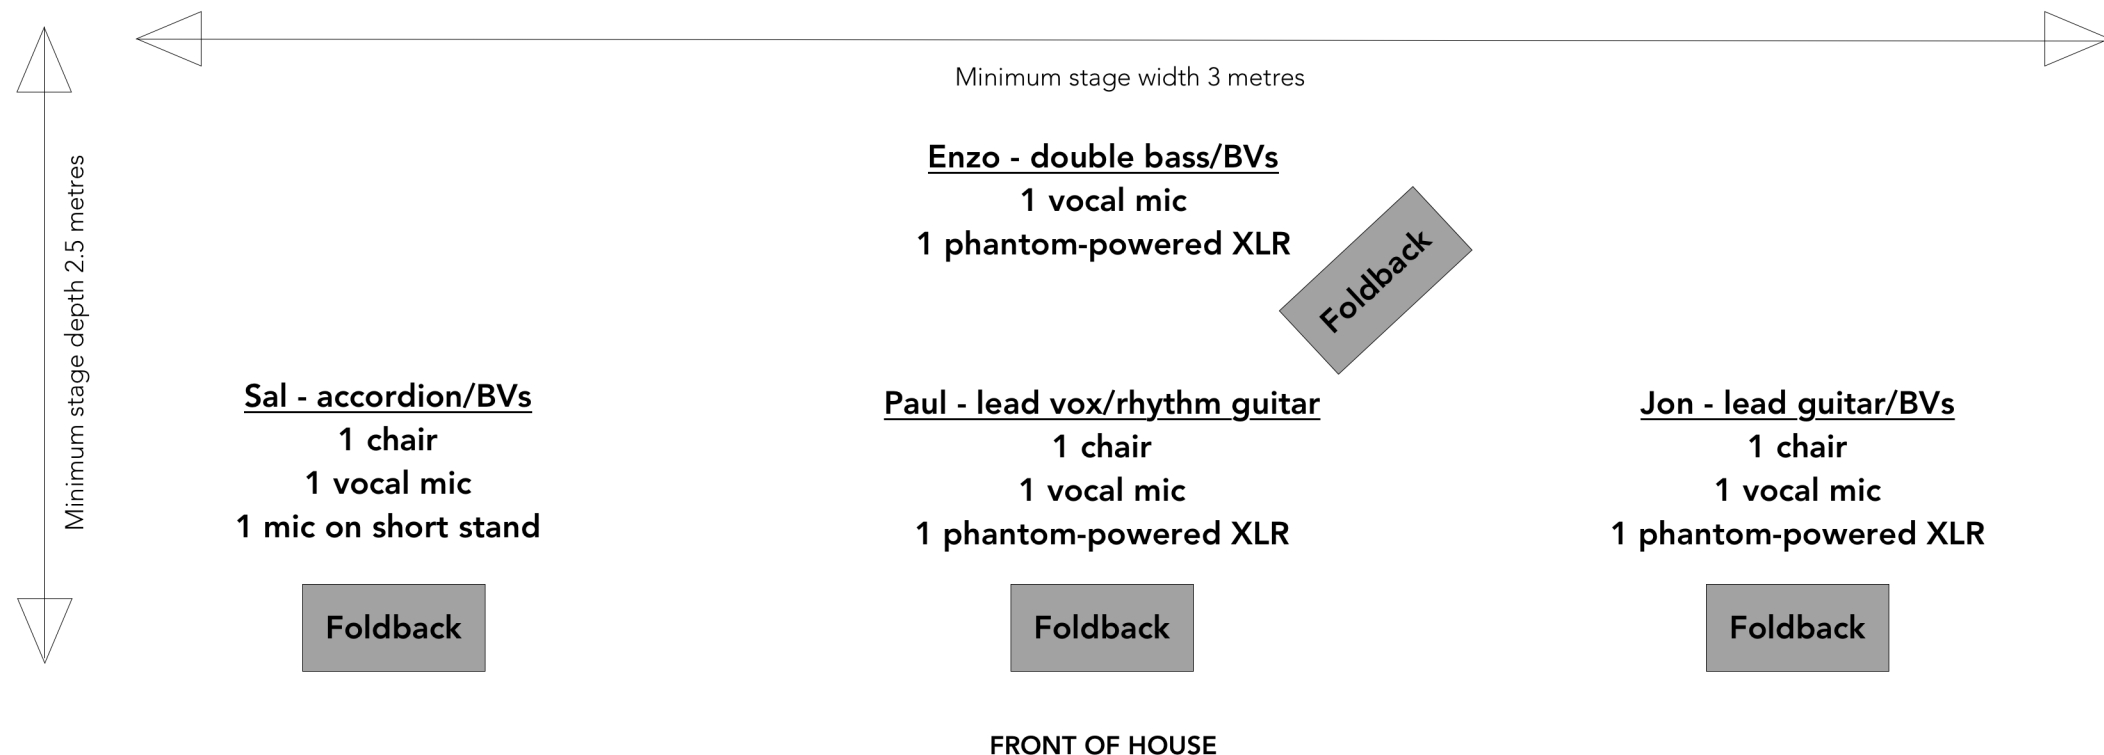 Minimum stage width 3 metres
Minimum stage depth 2.5 metres
Enzo - double bass/BVs
1 vocal mic
1 phantom-powered XLR
Foldback
Sal - accordion/BVs
1 chair
1 vocal mic
1 mic on short stand
Foldback
Paul - lead vox/rhythm guitar
1 chair
1 vocal mic
1 phantom-powered XLR
Foldback
Jon - lead guitar/BVs
1 chair
1 vocal mic
1 phantom-powered XLR
Foldback
FRONT OF HOUSE